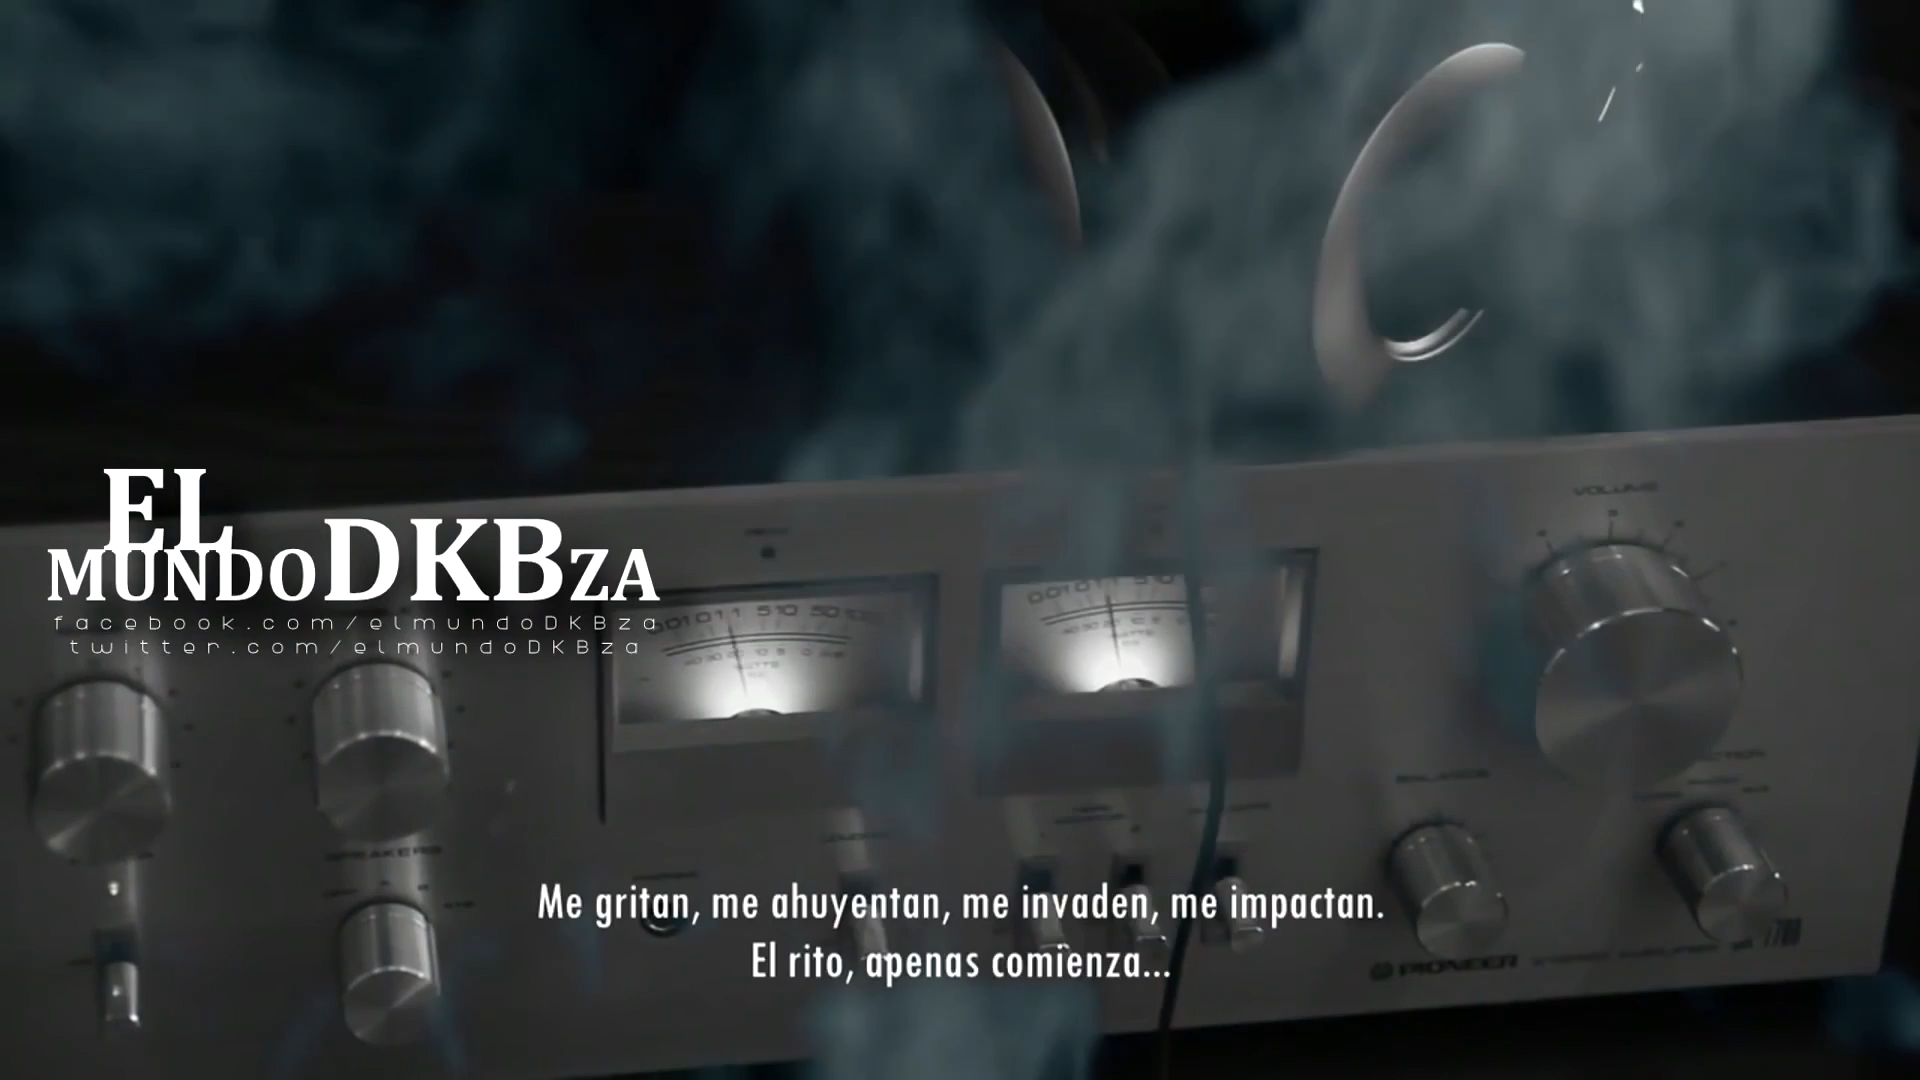 EL
MUNDODKBZA
facebook.com/elmundoDKBza
twitter.com/elmundoDKBza
VOLUME
BALANCE
SPEAKERS
PIONEER
Me gritan, me ahuyentan, me invaden, me impactan.
El rito, apenas comienza...